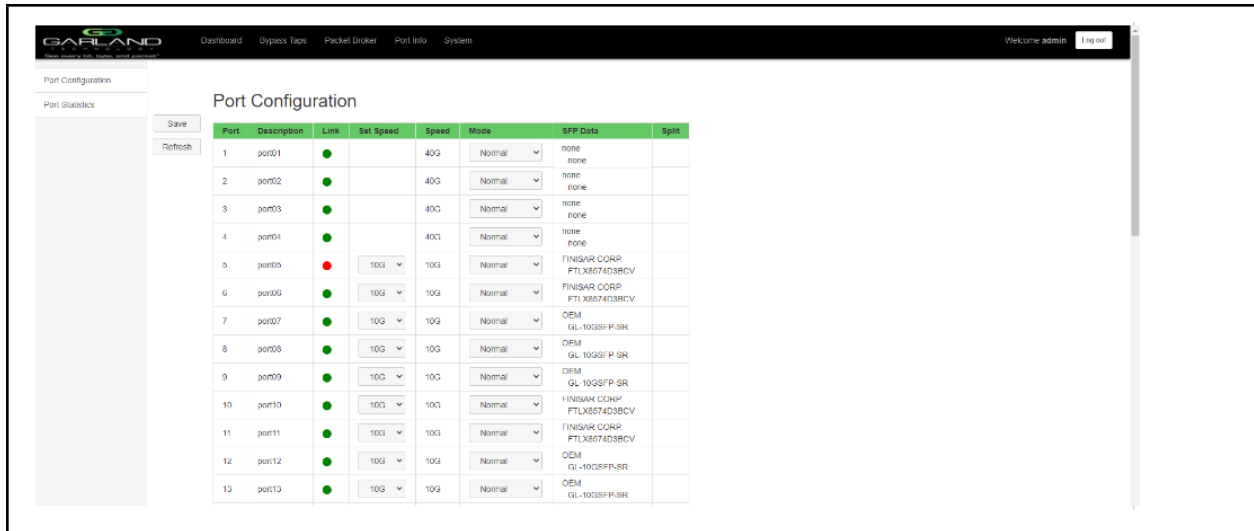 GARLAND
TECHNOLOGY
See every bit, byte, and packet®
Dashboard Bypass Taps Packet Broker Port Info System
Welcome admin Log out
Port Configuration
Port Statistics
Port Configuration
Save
Refresh
Port Description Link Set Speed Speed Mode SFP Data Split
1 port01 40G Normal none
none
2 port02 40G Normal none
none
3 port03 40G Normal none
none
4 port04 40G Normal none
none
5 port05 10G 10G Normal FINISAR CORP.
FTLX8574D3BCV
6 port06 10G 10G Normal FINISAR CORP.
FTLX8574D3BCV
7 port07 10G 10G Normal OEM
GL-10GSFP-SR
8 port08 10G 10G Normal OEM
GL-10GSFP-SR
9 port09 10G 10G Normal OEM
GL-10GSFP-SR
10 port10 10G 10G Normal FINISAR CORP.
FTLX8574D3BCV
11 port11 10G 10G Normal FINISAR CORP.
FTLX8574D3BCV
12 port12 10G 10G Normal OEM
GL-10GSFP-SR
13 port13 10G 10G Normal OEM
GL-10GSFP-SR